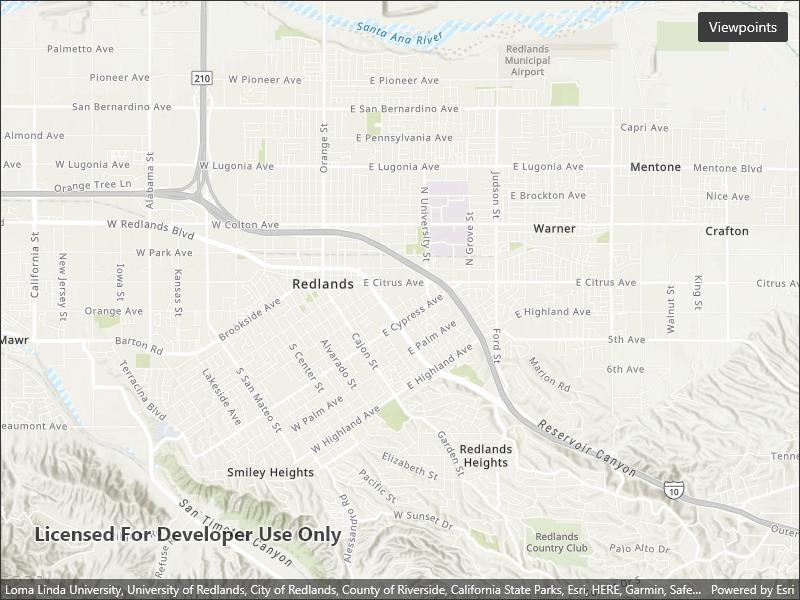 Santa Ana River
Viewpoints
Palmetto Ave
Redlands
Municipal
Airport
Pioneer Ave
210
W Pioneer Ave
E Pioneer Ave
San Bernardino Ave
E San Bernardino Ave
Capri Ave
Almond Ave
Orange St
E Pennsylvania Ave
Ave
W Lugonia Ave
W Lugonia Ave
E Lugonia Ave
E Lugonia Ave
Mentone
Mentone Blvd
Alabama St
Orange Tree Ln
Judson St
E Brockton Ave
Nice Ave
N University St
N Grove St
W Redlands Blvd
W Colton Ave
Warner
Crafton
California St
New Jersey St
W Park Ave
Iowa St
Kansas St
Redlands
E Citrus Ave
E Citrus Ave
Citrus Av
Walnut St
King St
Orange Ave
Brookside Ave
E Cypress Ave
E Highland Ave
Mawr
Barton Rd
Cajon St
E Palm Ave
Ford St
5th Ave
S Center St
Alvarado St
E Highland Ave
Marion Rd
6th Ave
Terracina Blvd
Lakeside Ave
S San Mateo St
W Palm Ave
W Highland Ave
eaumont Ave
Garden St
Reservoir Canyon
Redlands
Heights
Tenne
Smiley Heights
Elizabeth St
Pacific St
10
San Timoteo Canyon
Alessandro Rd
W Sunset Dr
Licensed For Developer Use Only
Redlands
Country Club
Palo Alto Dr
Outer
Refuse
Loma Linda University, University of Redlands, City of Redlands, County of Riverside, California State Parks, Esri, HERE, Garmin, Safe... Powered by Esri